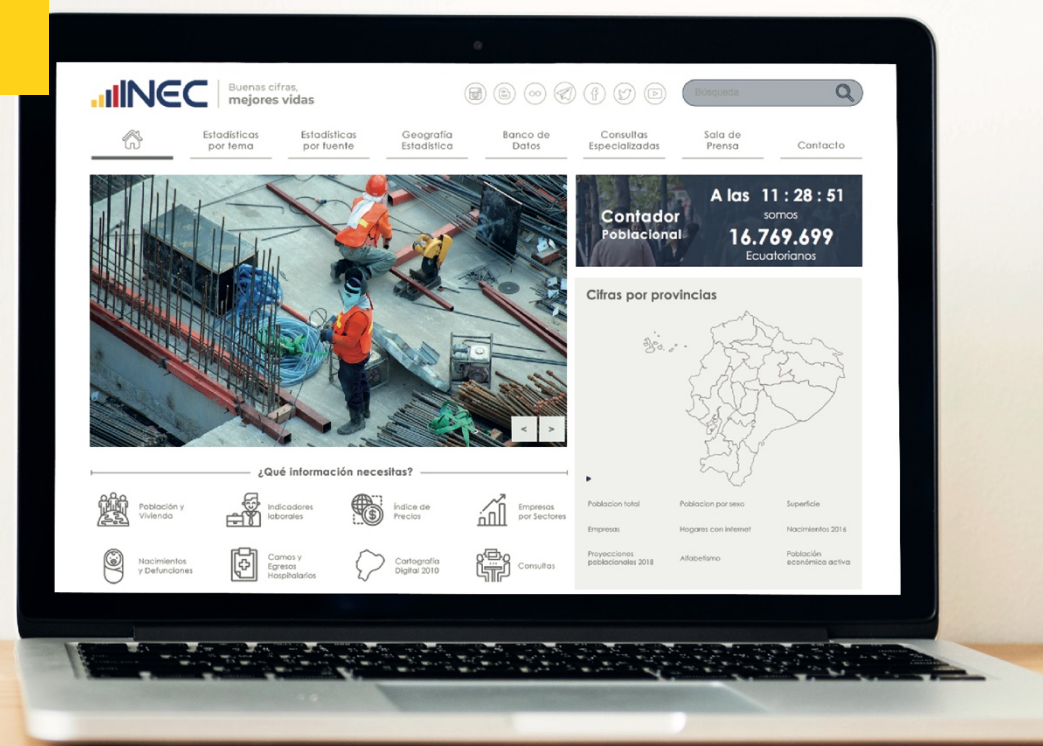 INEC
Buenas cifras,
mejores vidas
Búsqueda
Estadísticas
por tema
Estadísticas
por fuente
Geografía
Estadística
Banco de
Datos
Consultas
Especializadas
Sala de
Prensa
Contacto
Contador
Poblacional
A las 11 : 28 : 51
somos
16.769.699
Ecuatorianos
Cifras por provincias
< >
¿Qué información necesitas?
Población y
Vivienda
Indicadores
laborales
Índice de
Precios
Empresas
por Sectores
Nacimientos
y Defunciones
Camas y
Egresos
Hospitalarios
Cartografía
Digital 2010
Consultas
Poblacion total
Poblacion por sexo
Superficie
Empresas
Hogares con internet
Nacimientos 2016
Proyecciones
poblacionales 2018
Alfabetismo
Población
económica activa